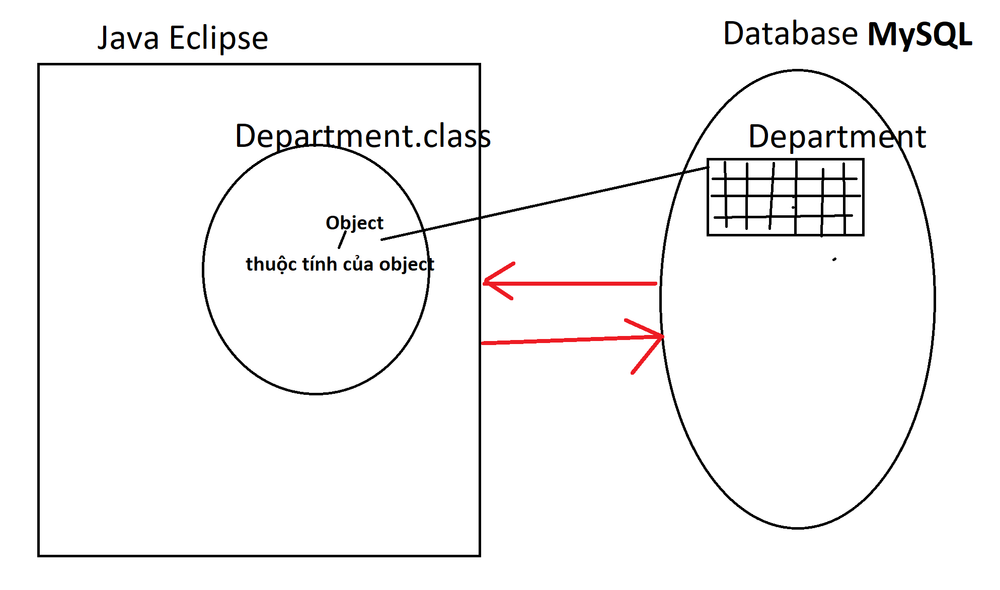 Java Eclipse
Database MySQL
Department.class
Department
Object
thuộc tính của object